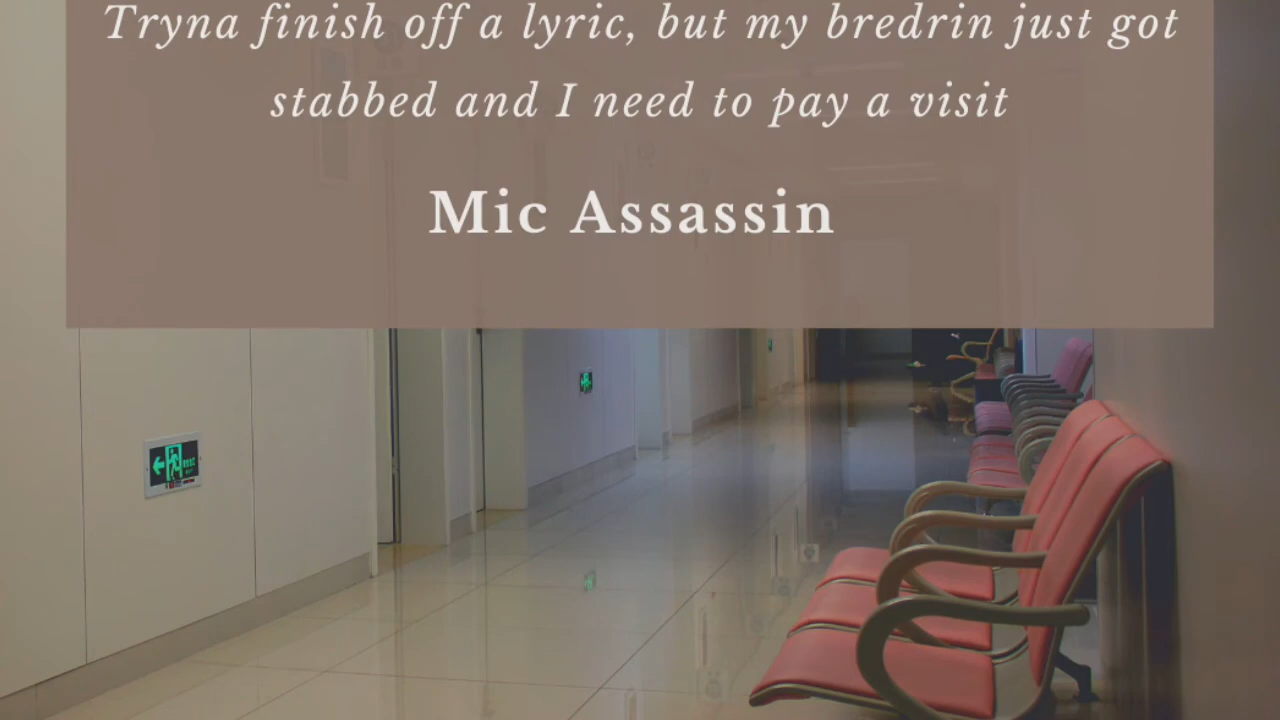 Tryna finish off a lyric, but my bredrin just got
stabbed and I need to pay a visit
Mic Assassin